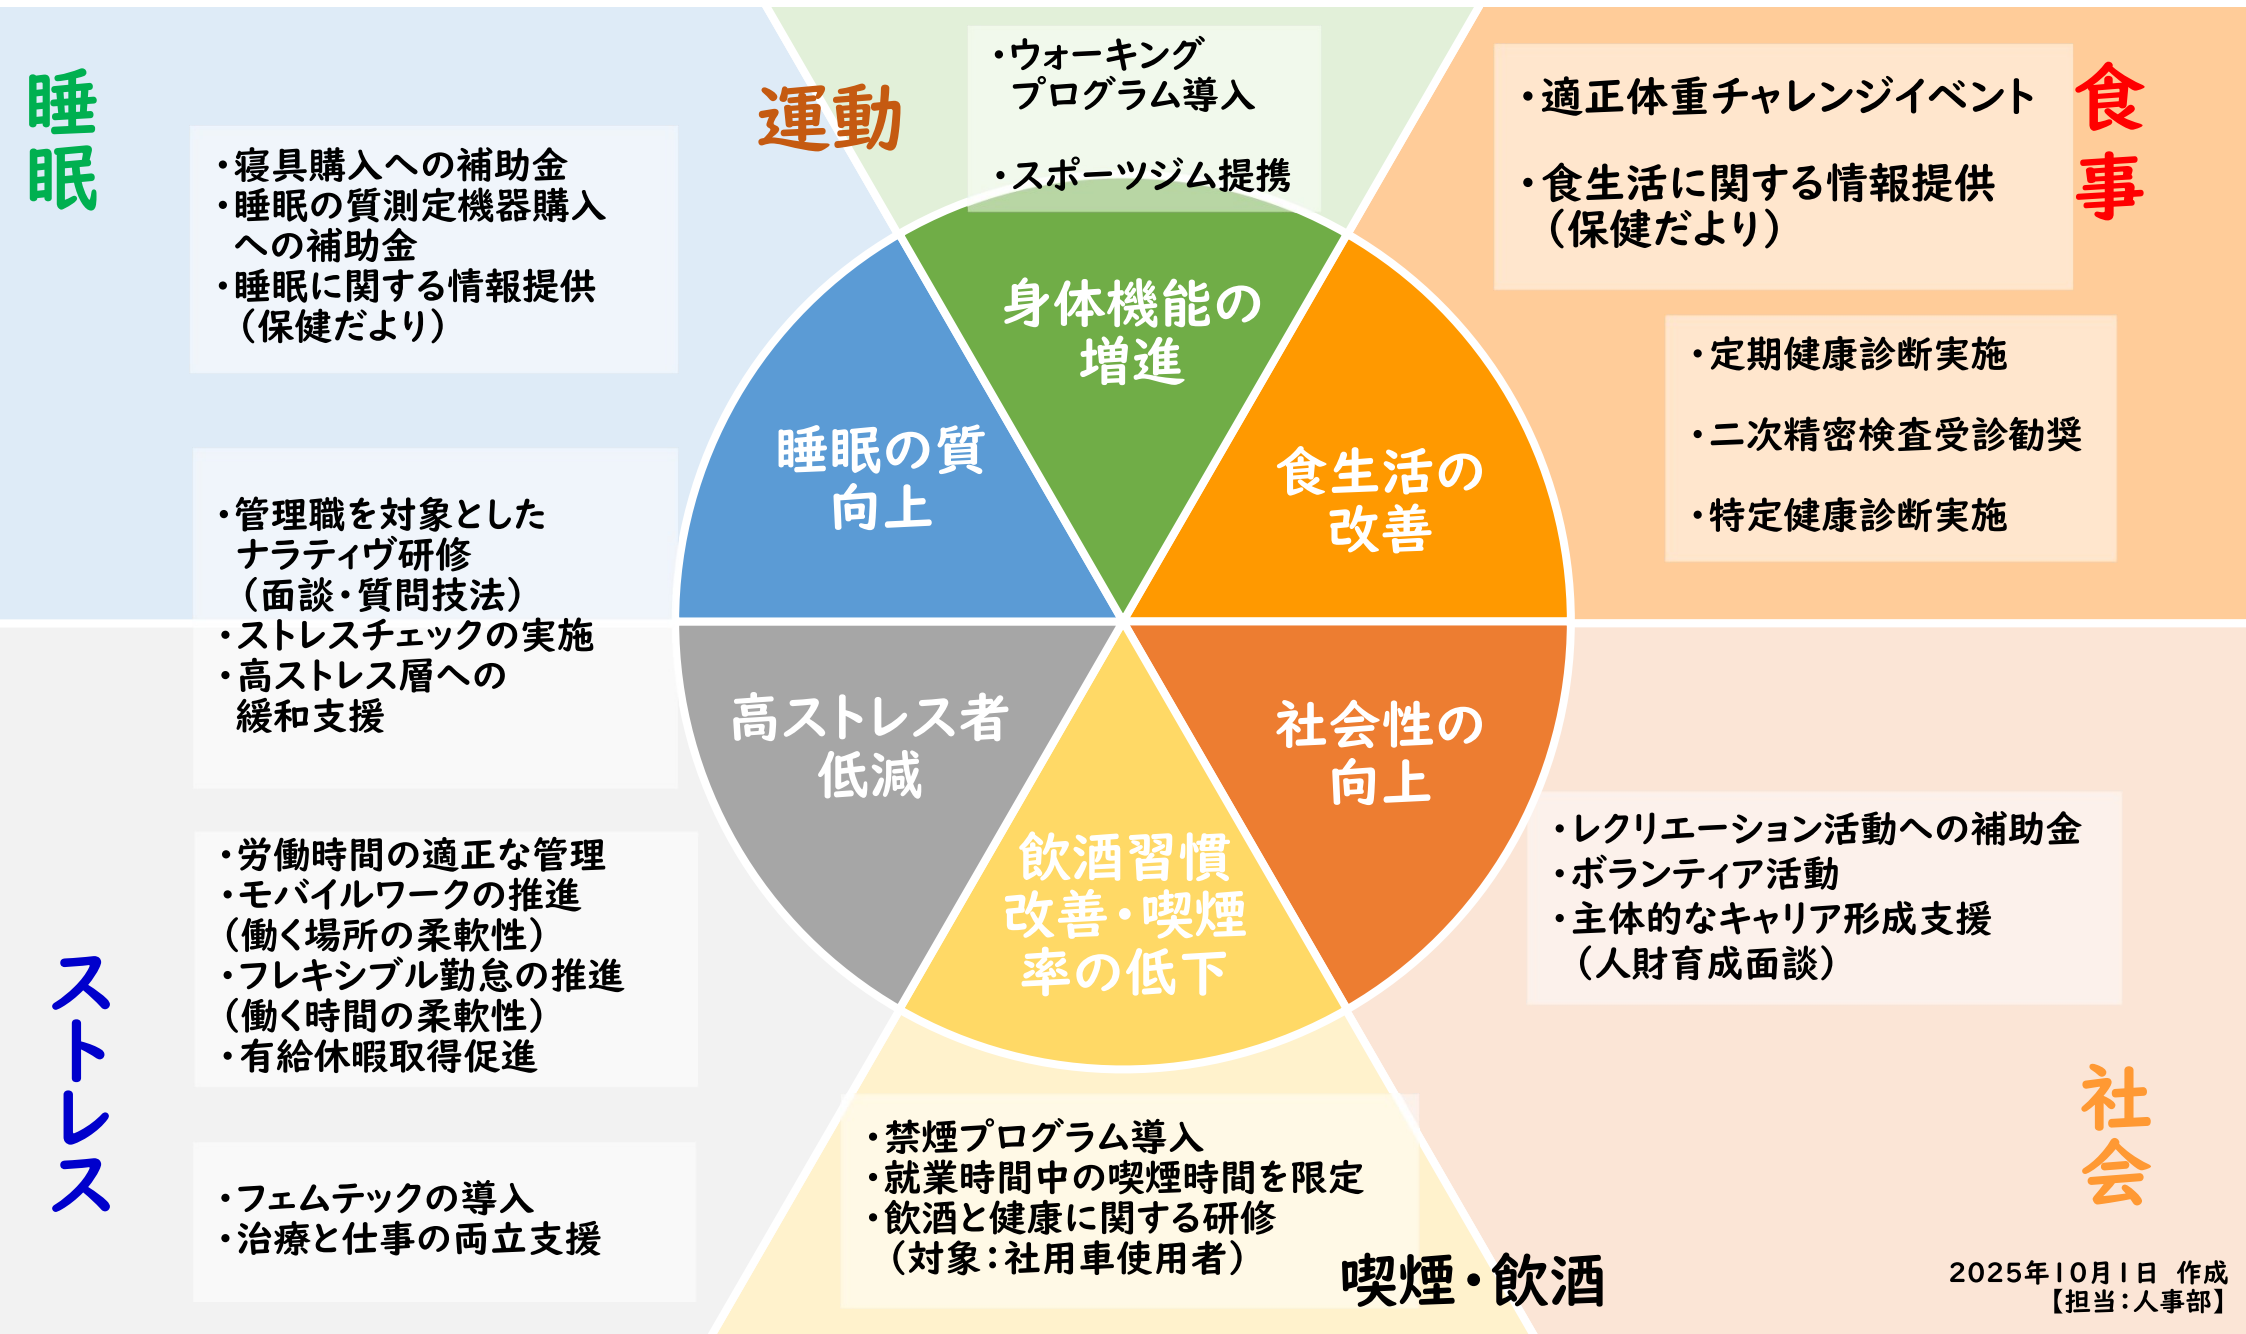 睡眠
・寝具購入への補助金
・睡眠の質測定機器購入
への補助金
・睡眠に関する情報提供
（保健だより）
運動
・ウォーキング
プログラム導入
・スポーツジム提携
食事
・適正体重チャレンジイベント
・食生活に関する情報提供
（保健だより）
・定期健康診断実施
・二次精密検査受診勧奨
・特定健康診断実施
身体機能の
増進
睡眠の質
向上
食生活の
改善
高ストレス者
低減
飲酒習慣
改善・喫煙
率の低下
社会性の
向上
・管理職を対象とした
ナラティヴ研修
（面談・質問技法）
・ストレスチェックの実施
・高ストレス層への
緩和支援
・労働時間の適正な管理
・モバイルワークの推進
（働く場所の柔軟性）
・フレキシブル勤怠の推進
（働く時間の柔軟性）
・有給休暇取得促進
・フェムテックの導入
・治療と仕事の両立支援
ストレス
・禁煙プログラム導入
・就業時間中の喫煙時間を限定
・飲酒と健康に関する研修
（対象：社用車使用者）
喫煙・飲酒
・レクリエーション活動への補助金
・ボランティア活動
・主体的なキャリア形成支援
（人財育成面談）
社会
2025年10月1日　作成
【担当：人事部】